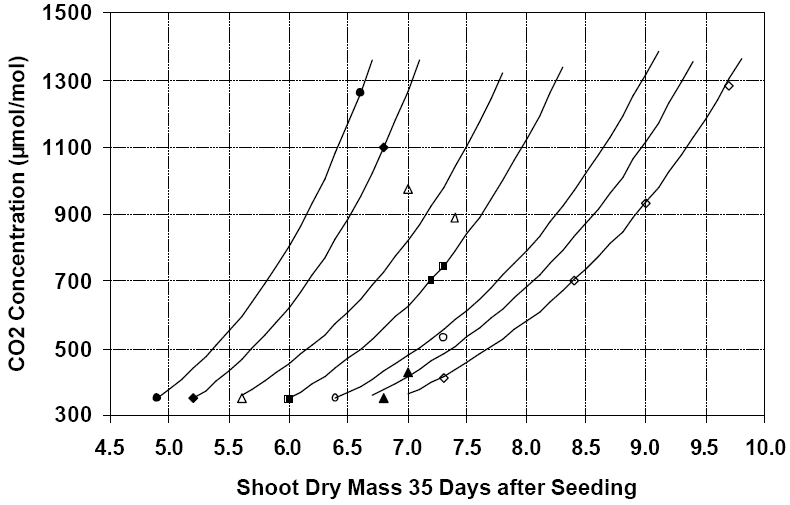 1500
1300
1100
900
700
500
300
CO2 Concentration (µmol/mol)
4.5 5.0 5.5 6.0 6.5 7.0 7.5 8.0 8.5 9.0 9.5 10.0
Shoot Dry Mass 35 Days after Seeding